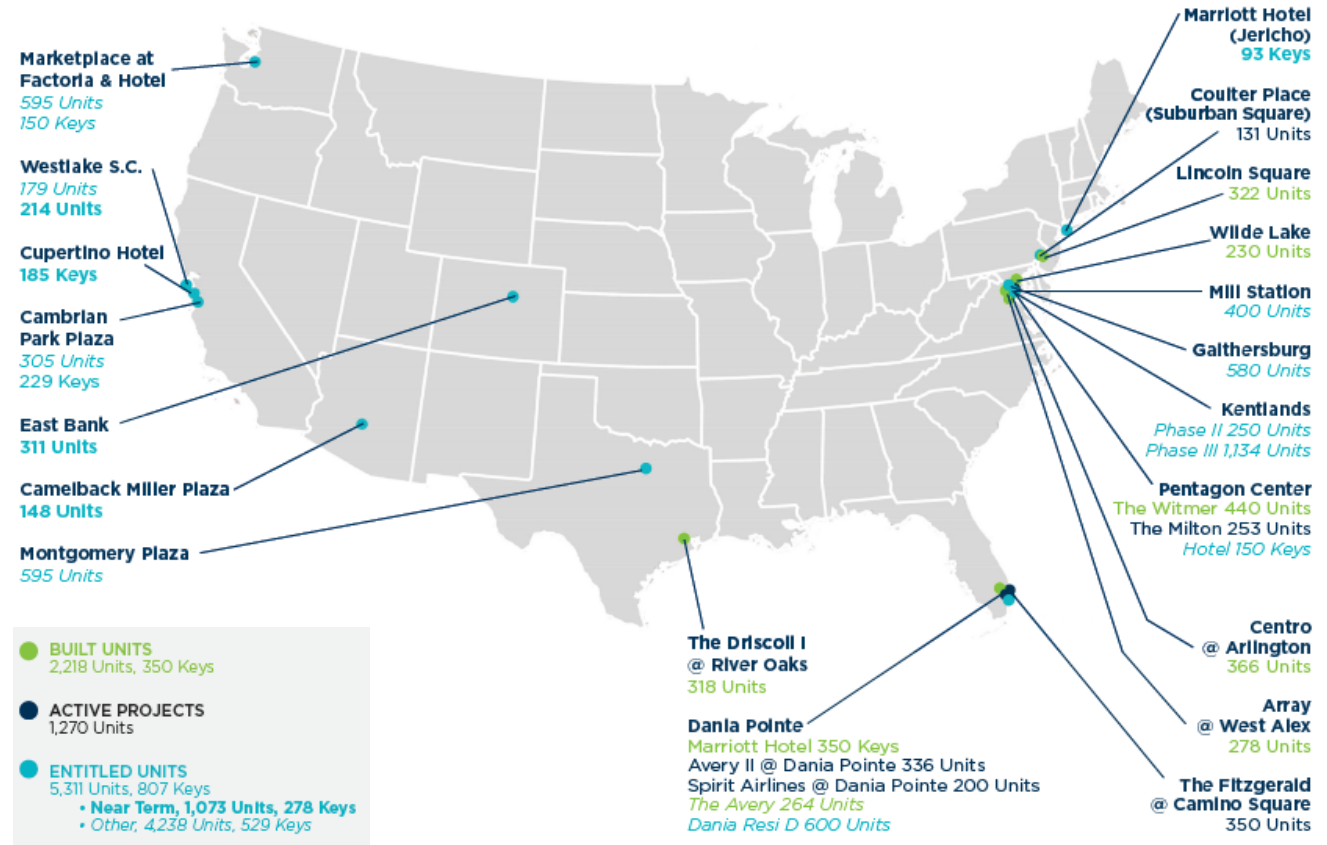 Marketplace at
Factoria & Hotel
595 Units
150 Keys
Westlake S.C.
179 Units
214 Units
Cupertino Hotel
185 Keys
Cambrian
Park Plaza
305 Units
229 Keys
East Bank
311 Units
Camelback Miller Plaza
148 Units
Montgomery Plaza
595 Units
BUILT UNITS
2,218 Units, 350 Keys
ACTIVE PROJECTS
1,270 Units
ENTITLED UNITS
5,311 Units, 807 Keys
• Near Term, 1,073 Units, 278 Keys
• Other, 4,238 Units, 529 Keys
The Driscoll I
@ River Oaks
318 Units
Dania Pointe
Marriott Hotel 350 Keys
Avery II @ Dania Pointe 336 Units
Spirit Airlines @ Dania Pointe 200 Units
The Avery 264 Units
Dania Resi D 600 Units
Marriott Hotel
(Jericho)
93 Keys
Coulter Place
(Suburban Square)
131 Units
Lincoln Square
322 Units
Wilde Lake
230 Units
Mill Station
400 Units
Gaithersburg
580 Units
Kentlands
Phase II 250 Units
Phase III 1,134 Units
Pentagon Center
The Witmer 440 Units
The Milton 253 Units
Hotel 150 Keys
Centro
@ Arlington
366 Units
Array
@ West Alex
278 Units
The Fitzgerald
@ Camino Square
350 Units